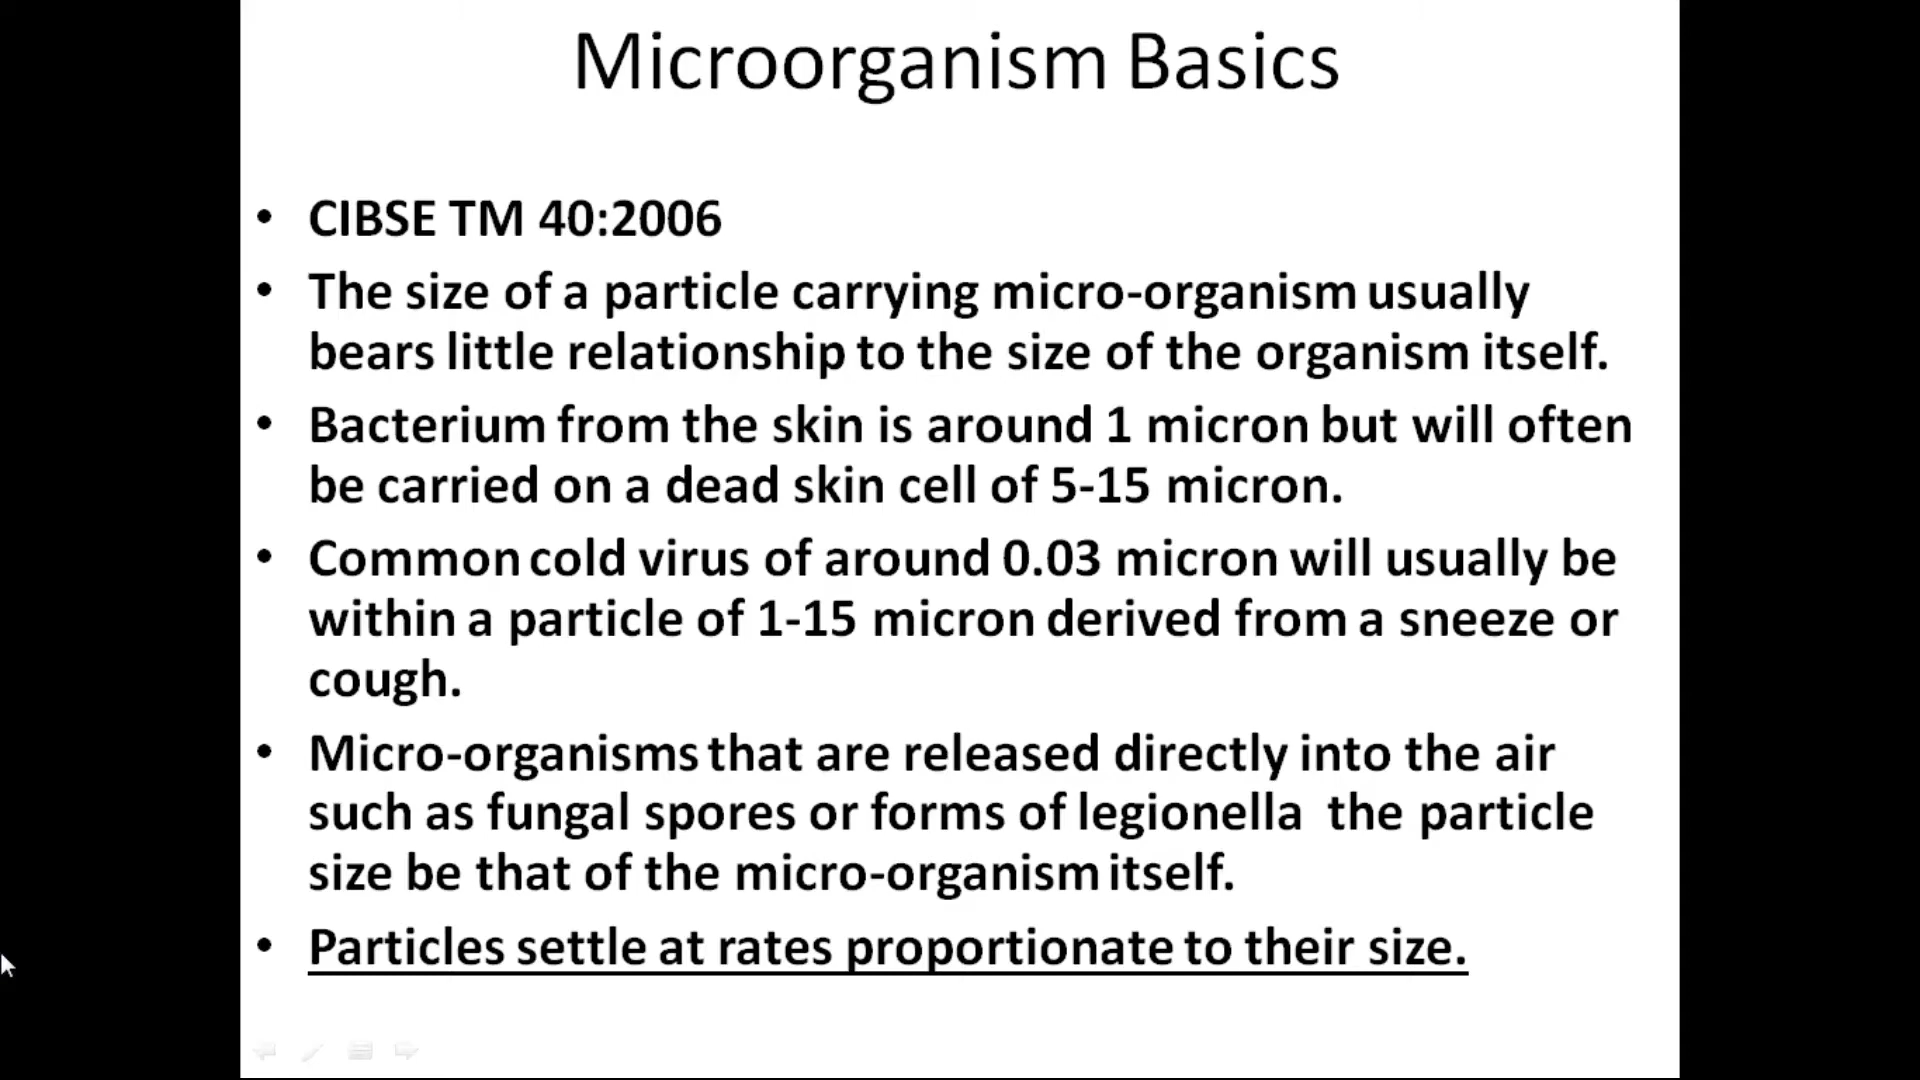 Microorganism Basics
• CIBSE TM 40:2006
• The size of a particle carrying micro-organism usually
bears little relationship to the size of the organism itself.
• Bacterium from the skin is around 1 micron but will often
be carried on a dead skin cell of 5-15 micron.
• Common cold virus of around 0.03 micron will usually be
within a particle of 1-15 micron derived from a sneeze or
cough.
• Micro-organisms that are released directly into the air
such as fungal spores or forms of legionella  the particle
size be that of the micro-organism itself.
• Particles settle at rates proportionate to their size.